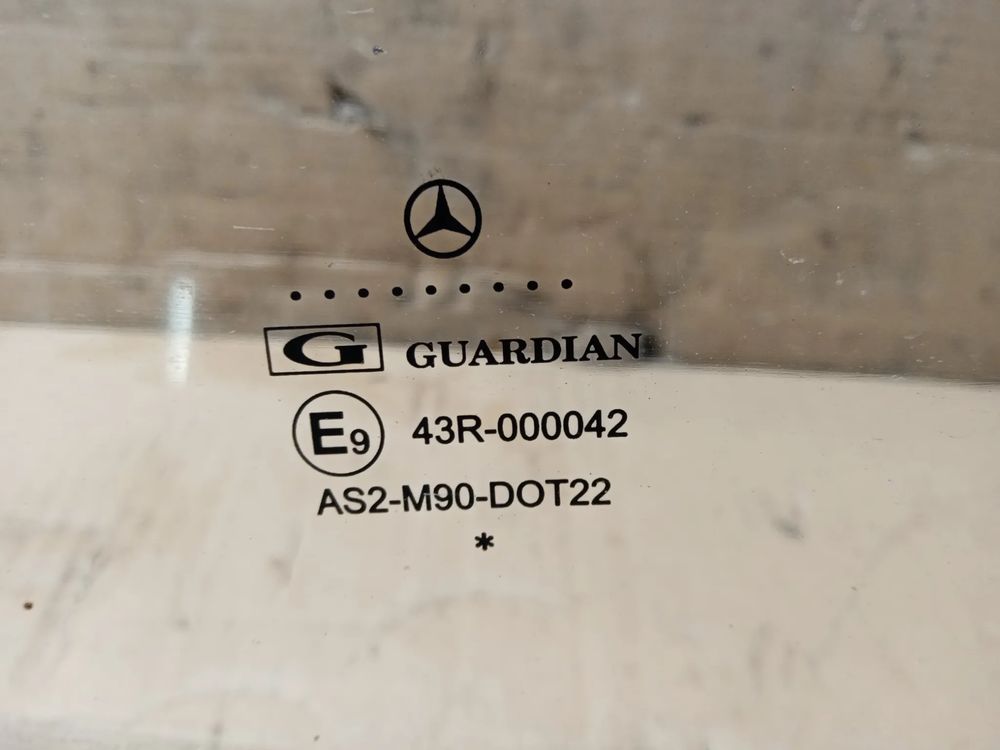 G GUARDIAN
E9 43R-000042
AS2-M90-DOT22
*